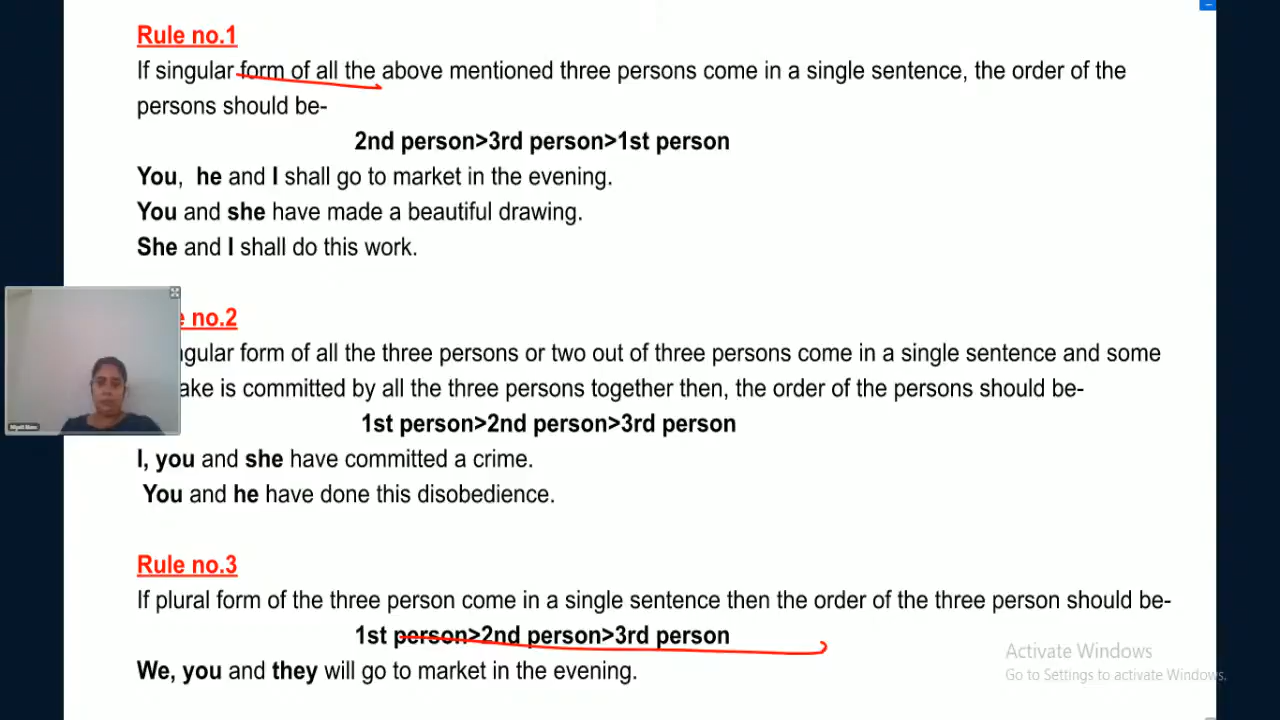 Rule no.1
If singular form of all the above mentioned three persons come in a single sentence, the order of the
persons should be-
2nd person>3rd person>1st person
You, he and I shall go to market in the evening.
You and she have made a beautiful drawing.
She and I shall do this work.
no.2
form of all the three persons or two out of three persons come in a single sentence and some
is committed by all the three persons together then, the order of the persons should be-
1st person>2nd person>3rd person
I, you and she have committed a crime.
You and he have done this disobedience.
Rule no.3
If plural form of the three person come in a single sentence then the order of the three person should be-
1st person>2nd person>3rd person
We, you and they will go to market in the evening.
Activate Windows
Go to Settings to activate Windows.